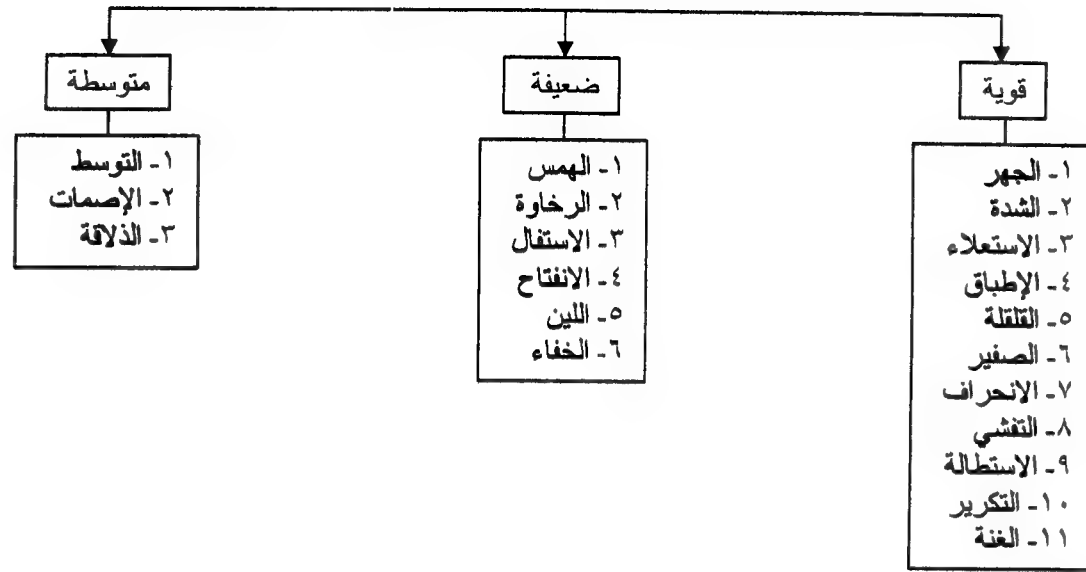 قوية
١- الجهر
٢- الشدة
٣- الإستعلاء
٤- الإطباق
٥- القلقلة
٦- الصفير
٧- الانحراف
٨- التفشي
٩- الاستطالة
١٠- التكرير
١١- الغنة
ضعيفة
١- الهمس
٢- الرخاوة
٣- الاستفال
٤- الانفتاح
٥- اللين
٦- الخفاء
متوسطة
١- التوسط
٢- الإصمات
٣- الذلاقة